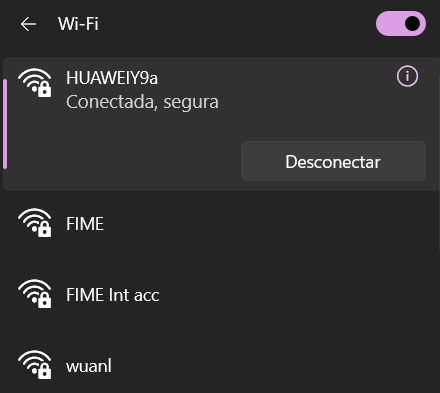 Wi-Fi
HUAWEIY9a
Conectada, segura
Desconectar
FIME
FIME Int acc
wuanl